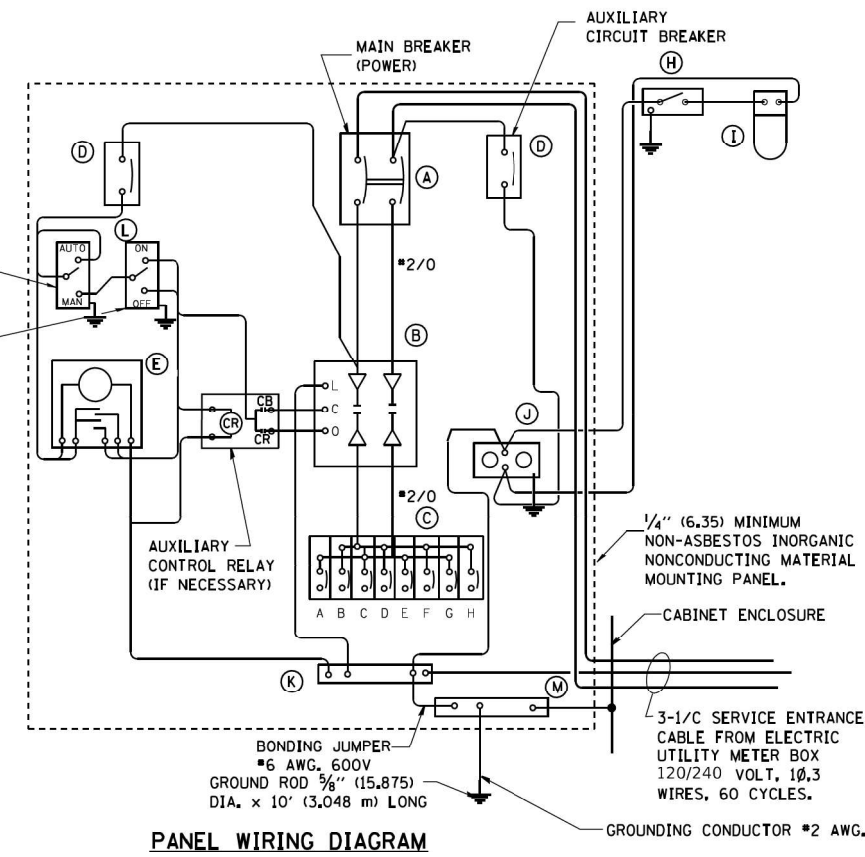 AUXILIARY
CIRCUIT BREAKER
MAIN BREAKER
(POWER)
H
D
A
D
I
L
AUTO
ON
MAN
OFF
#2/0
B
E
L
CB
C
CR
CR
O
J
#2/0
C
1/4" (6.35) MINIMUM
NON-ASBESTOS INORGANIC
NONCONDUCTING MATERIAL
MOUNTING PANEL.
AUXILIARY
CONTROL RELAY
(IF NECESSARY)
A B C D E F G H
CABINET ENCLOSURE
K
M
3-1/C SERVICE ENTRANCE
CABLE FROM ELECTRIC
UTILITY METER BOX
120/240 VOLT, 1Ø,3
WIRES, 60 CYCLES.
BONDING JUMPER
#6 AWG. 600V
GROUND ROD 5/8" (15.875)
DIA. x 10' (3.048 m) LONG
GROUNDING CONDUCTOR #2 AWG.
PANEL WIRING DIAGRAM